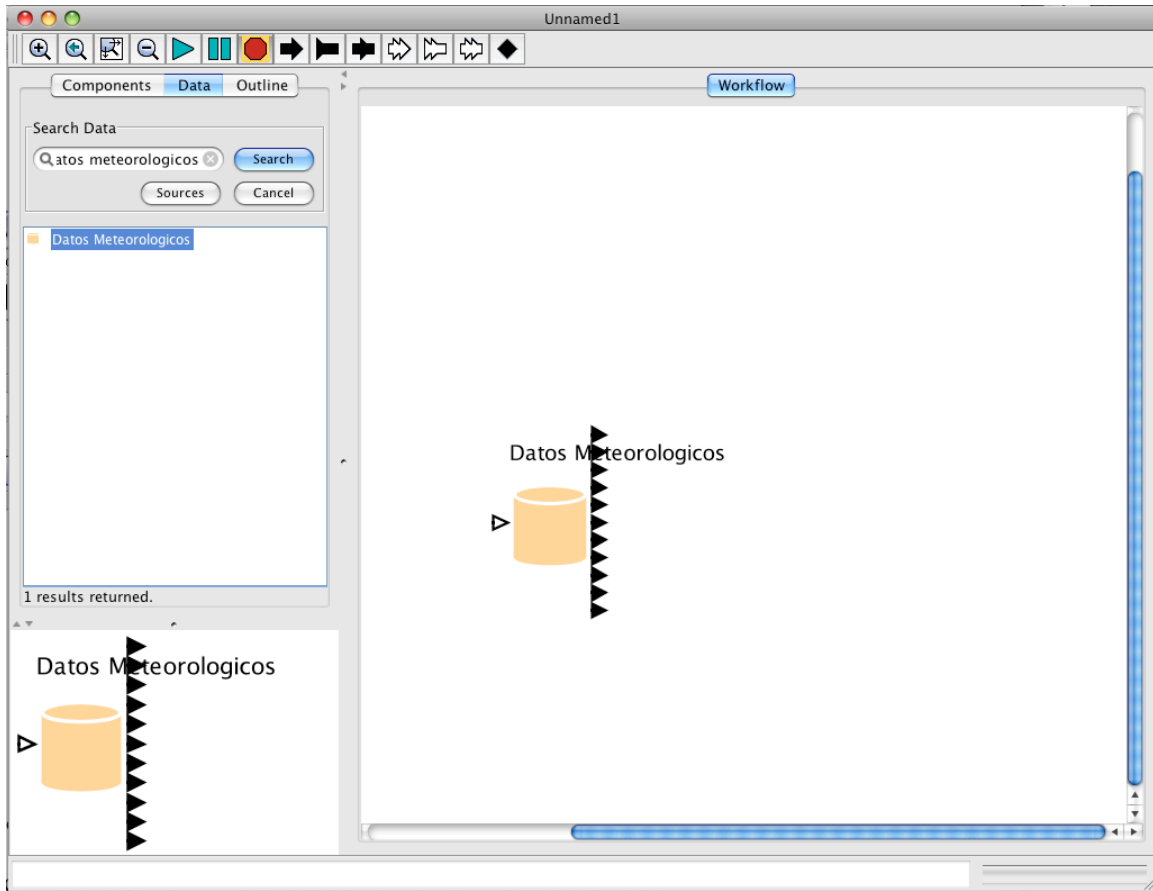 Unnamed1
Components Data Outline
Workflow
Search Data
atos meteorologicos Search
Sources Cancel
Datos Meteorologicos
Datos Meteorologicos
1 results returned.
Datos Meteorologicos